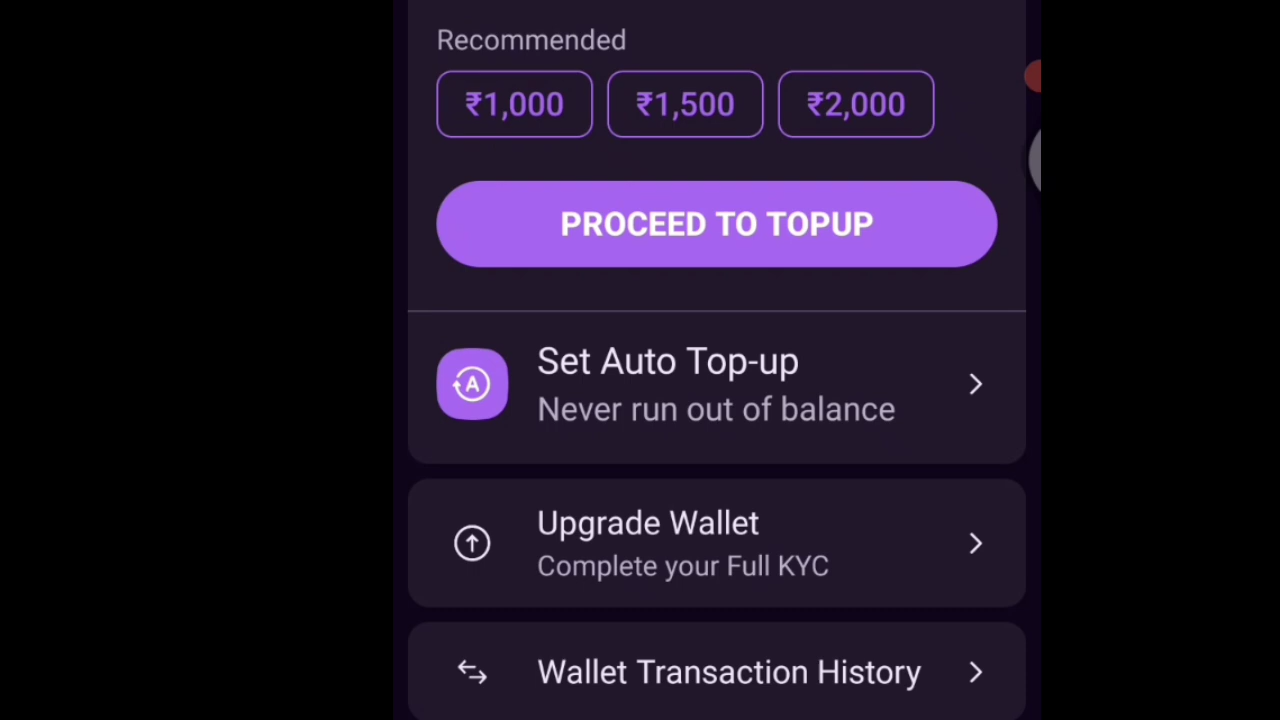 Recommended
₹1,000 ₹1,500 ₹2,000
PROCEED TO TOPUP
A
Set Auto Top-up
Never run out of balance
Upgrade Wallet
Complete your Full KYC
Wallet Transaction History